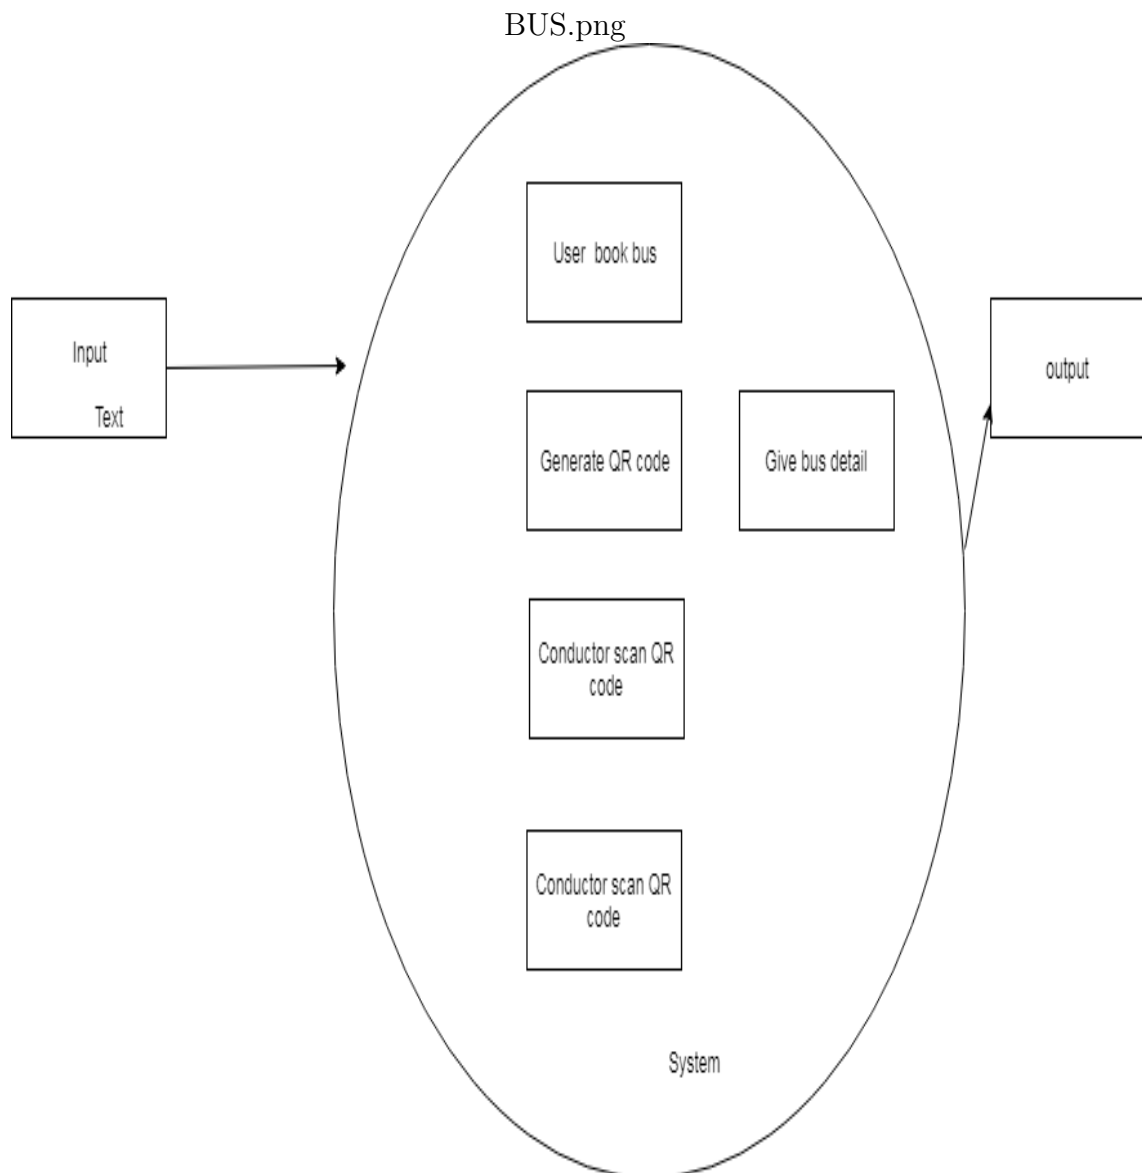 BUS.png
User book bus
Input
Text
output
Generate QR code
Give bus detail
Conductor scan QR
code
Conductor scan QR
code
System